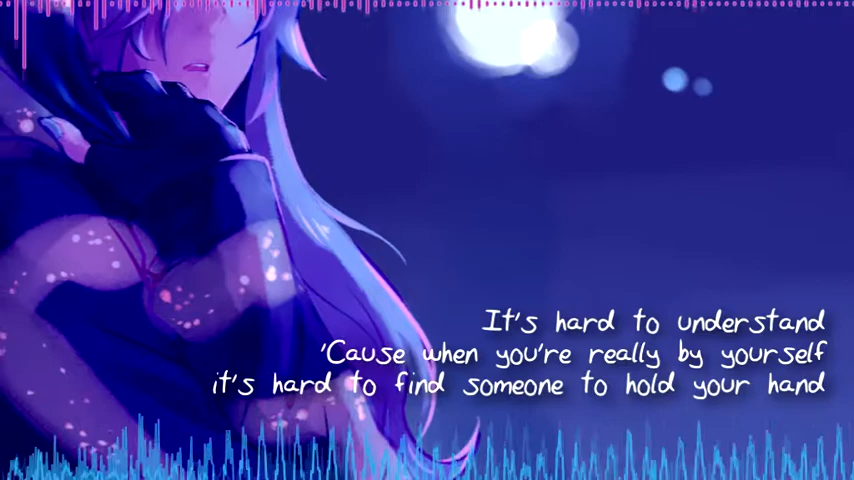 It's hard to understand
'Cause when you're really by yourself
it's hard to find someone to hold your hand